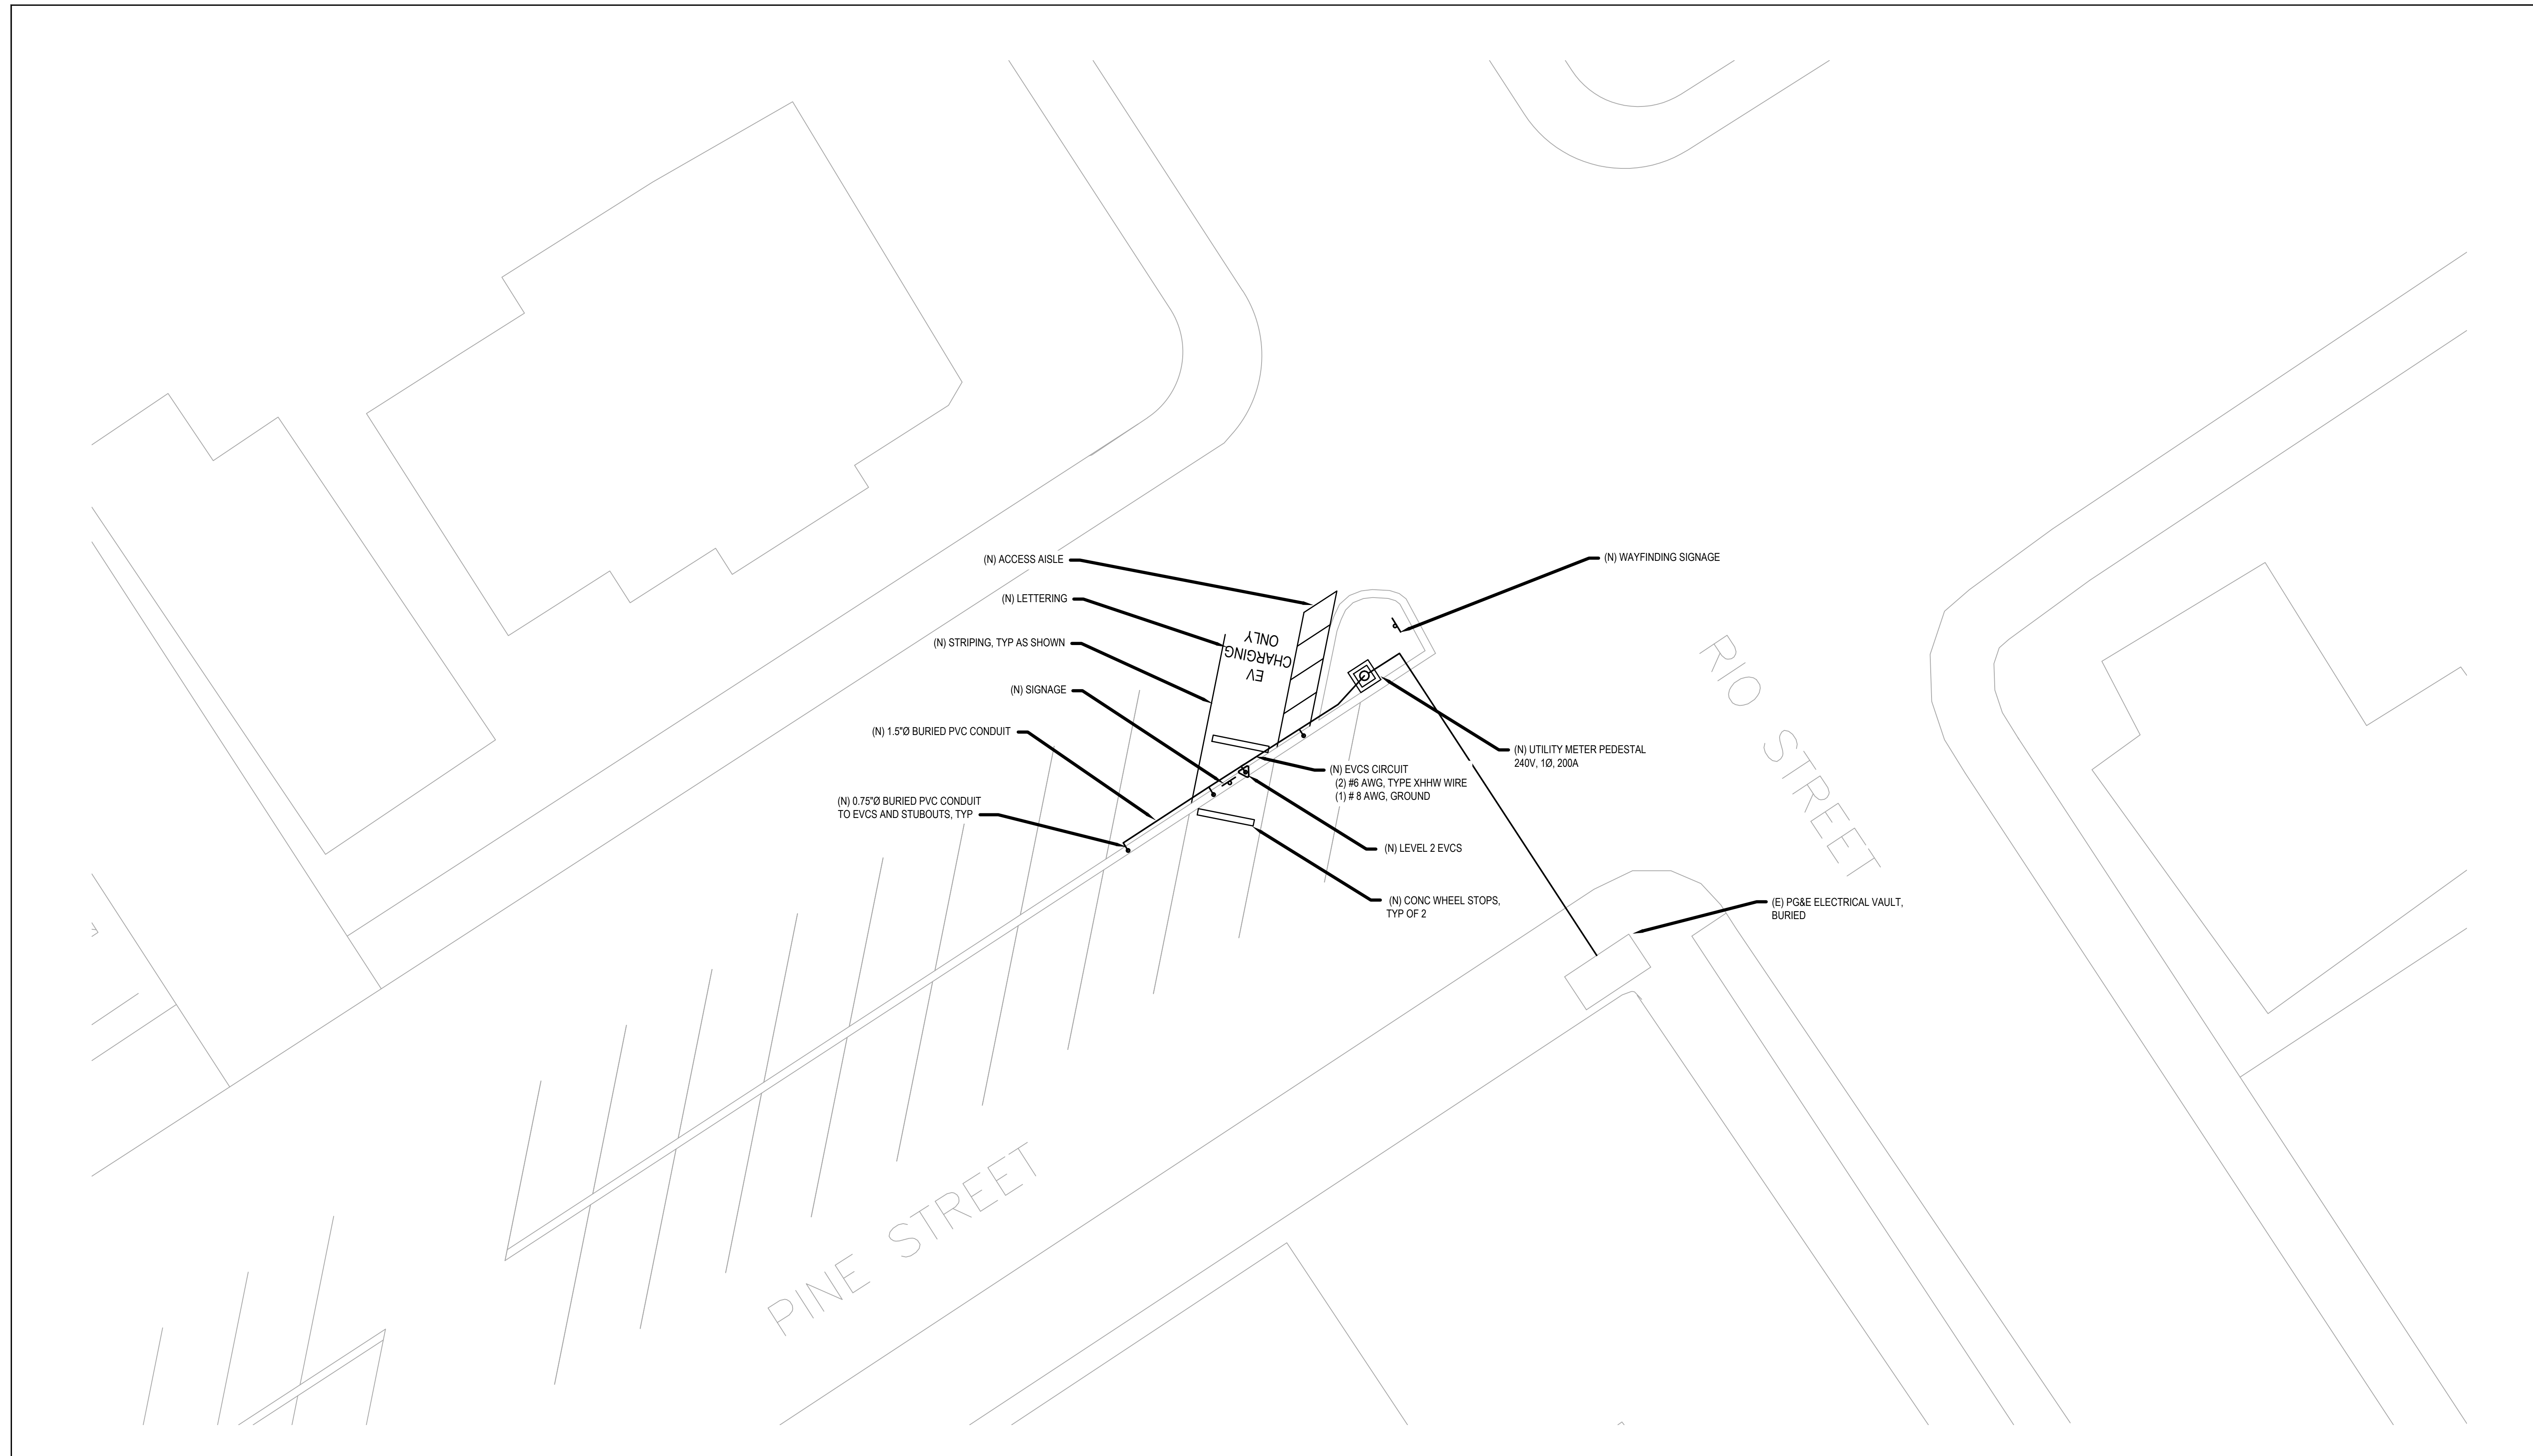 (N) ACCESS AISLE
(N) WAYFINDING SIGNAGE
(N) LETTERING
(N) STRIPING, TYP AS SHOWN
EV
CHARGING
ONLY
(N) SIGNAGE
(N) 1.5"Ø BURIED PVC CONDUIT
(N) 0.75"Ø BURIED PVC CONDUIT
TO EVCS AND STUBOUTS, TYP
(N) UTILITY METER PEDESTAL
240V, 1Ø, 200A
(N) EVCS CIRCUIT
(2) #6 AWG, TYPE XHHW WIRE
(1) # 8 AWG, GROUND
(N) LEVEL 2 EVCS
(N) CONC WHEEL STOPS,
TYP OF 2
(E) PG&E ELECTRICAL VAULT,
BURIED
RIO STREET
PINE STREET